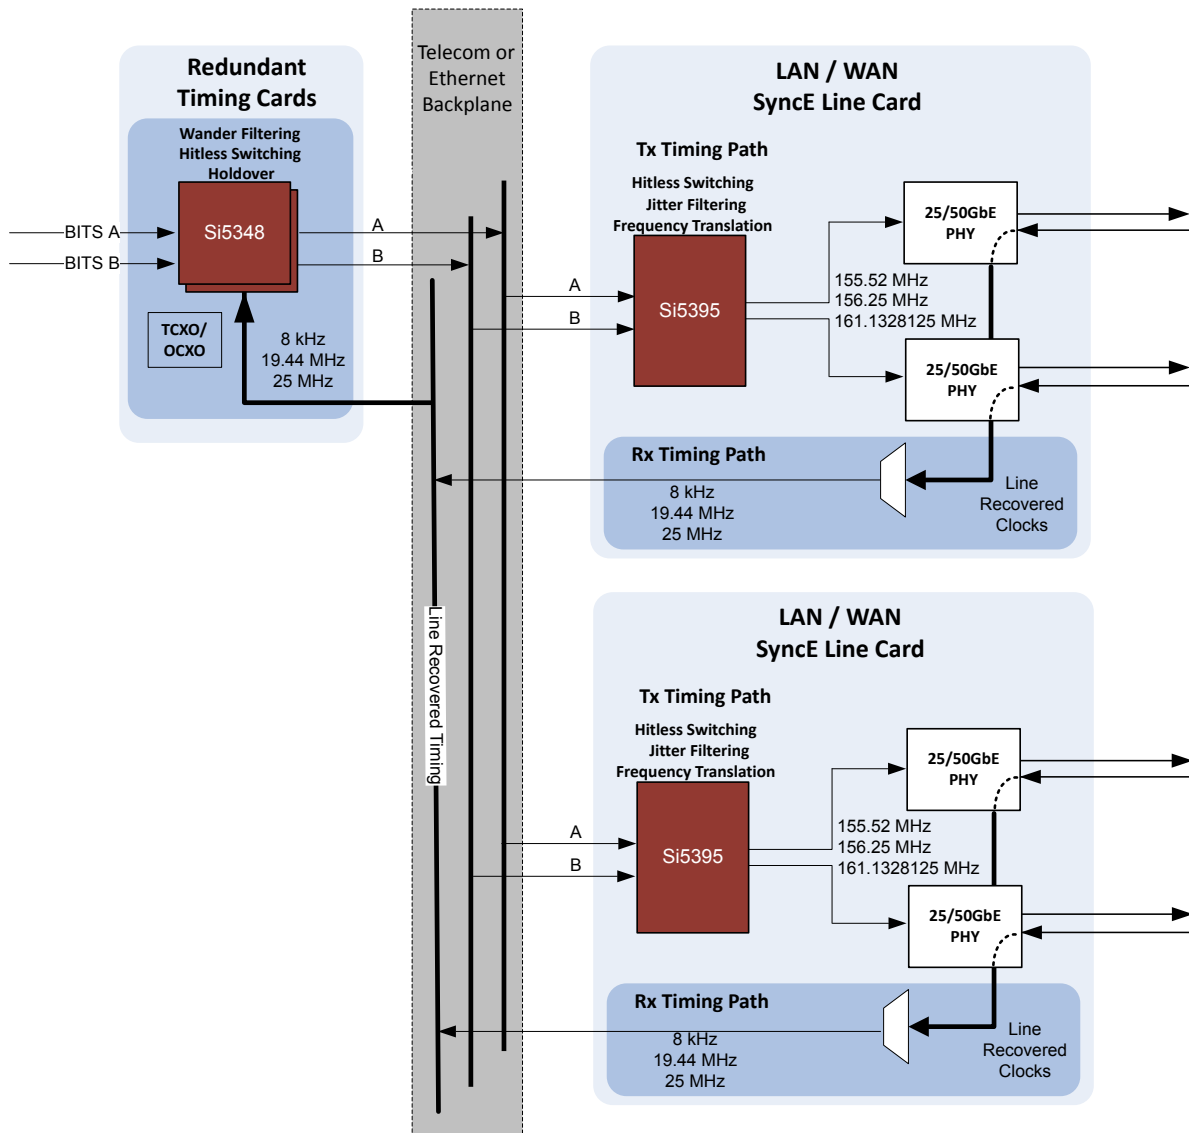 Redundant
Timing Cards
Wander Filtering
Hitless Switching
Holdover
Si5348
BITS A
BITS B
A
B
TCXO/
OCXO
8 kHz
19.44 MHz
25 MHz
Telecom or
Ethernet
Backplane
Line Recovered Timing
LAN / WAN
SyncE Line Card
Tx Timing Path
Hitless Switching
Jitter Filtering
Frequency Translation
A
B
Si5395
155.52 MHz
156.25 MHz
161.1328125 MHz
25/50GbE
PHY
25/50GbE
PHY
Rx Timing Path
8 kHz
19.44 MHz
25 MHz
Line
Recovered
Clocks
LAN / WAN
SyncE Line Card
Tx Timing Path
Hitless Switching
Jitter Filtering
Frequency Translation
A
B
Si5395
155.52 MHz
156.25 MHz
161.1328125 MHz
25/50GbE
PHY
25/50GbE
PHY
Rx Timing Path
8 kHz
19.44 MHz
25 MHz
Line
Recovered
Clocks